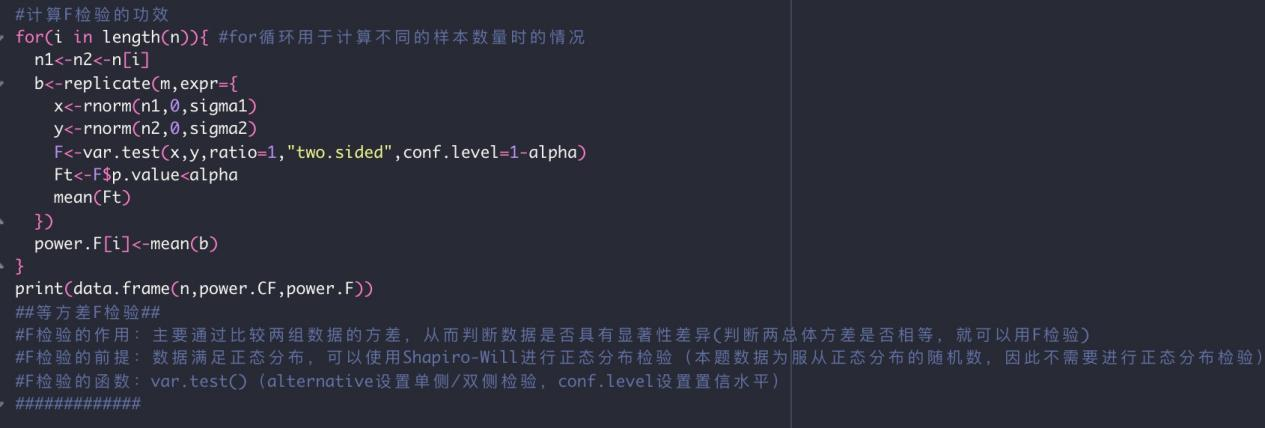 #计算F检验的功效
for(i in length(n)){ #for循环用于计算不同的样本数量时的情况
  n1<-n2<-n[i]
  b<-replicate(m,expr={
    x<-rnorm(n1,0,sigma1)
    y<-rnorm(n2,0,sigma2)
    F<-var.test(x,y,ratio=1,"two.sided",conf.level=1-alpha)
    Ft<-F$p.value<alpha
    mean(Ft)
  })
  power.F[i]<-mean(b)
}
print(data.frame(n,power.CF,power.F))
##等方差F检验##
#F检验的作用：主要通过比较两组数据的方差，从而判断数据是否具有显著性差异(判断两总体方差是否相等，就可以用F检验)
#F检验的前提：数据满足正态分布，可以使用Shapiro-Will进行正态分布检验（本题数据为服从正态分布的随机数，因此不需要进行正态分布检验）
#F检验的函数：var.test()（alternative设置单侧/双侧检验，conf.level设置置信水平）
#############